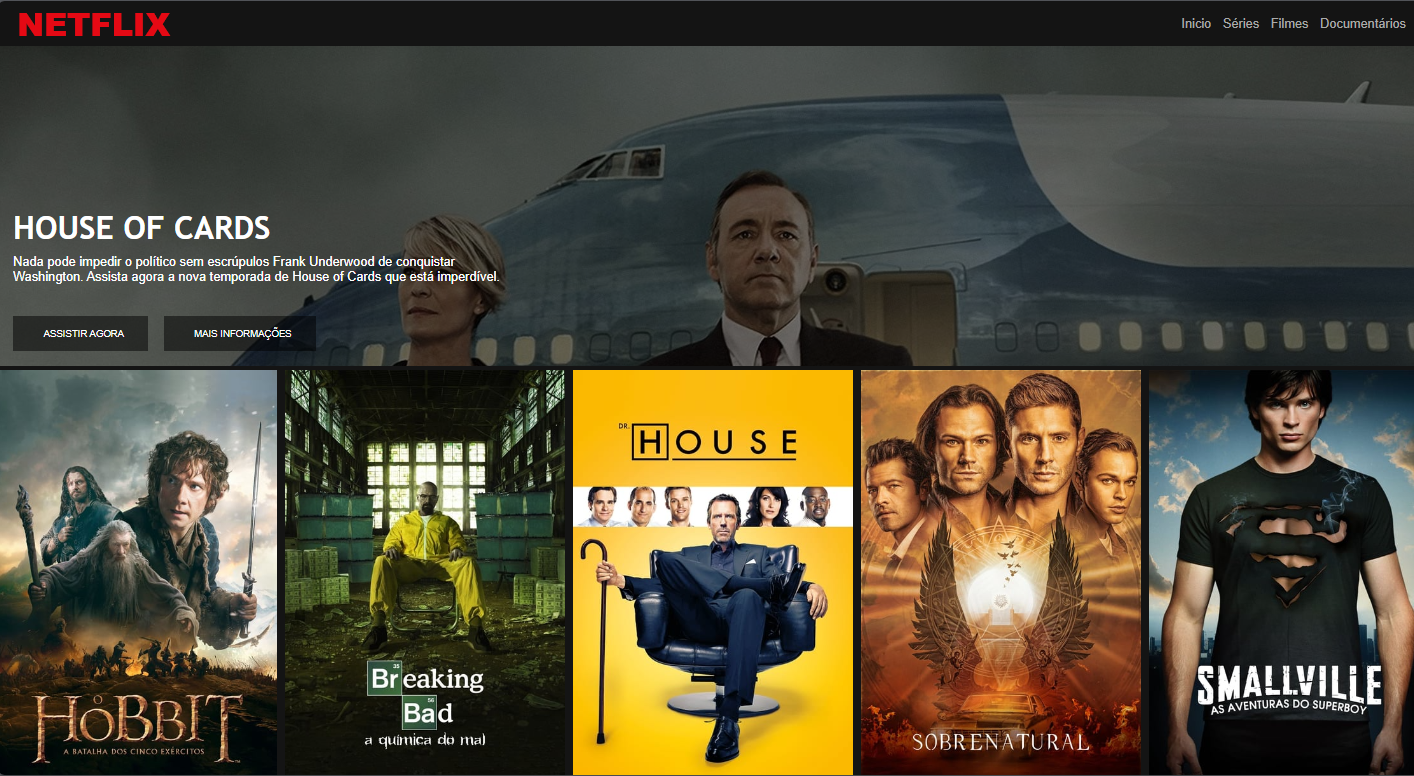 NETFLIX
Inicio Séries Filmes Documentários
HOUSE OF CARDS
Nada pode impedir o político sem escrúpulos Frank Underwood de conquistar
Washington. Assista agora a nova temporada de House of Cards que está imperdível.
ASSISTIR AGORA MAIS INFORMAÇÕES
O HOBBIT
A BATALHA DOS CINCO EXÉRCITOS
35
Breaking
56
Bad
a química do mal
DR. HOUSE
SOBRENATURAL
SMALLVILLE
AS AVENTURAS DO SUPERBOY